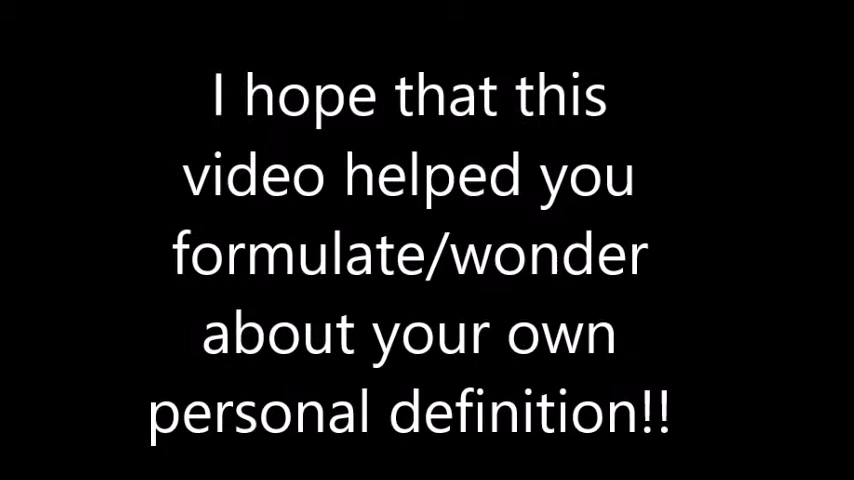 I hope that this
video helped you
formulate/wonder
about your own
personal definition!!